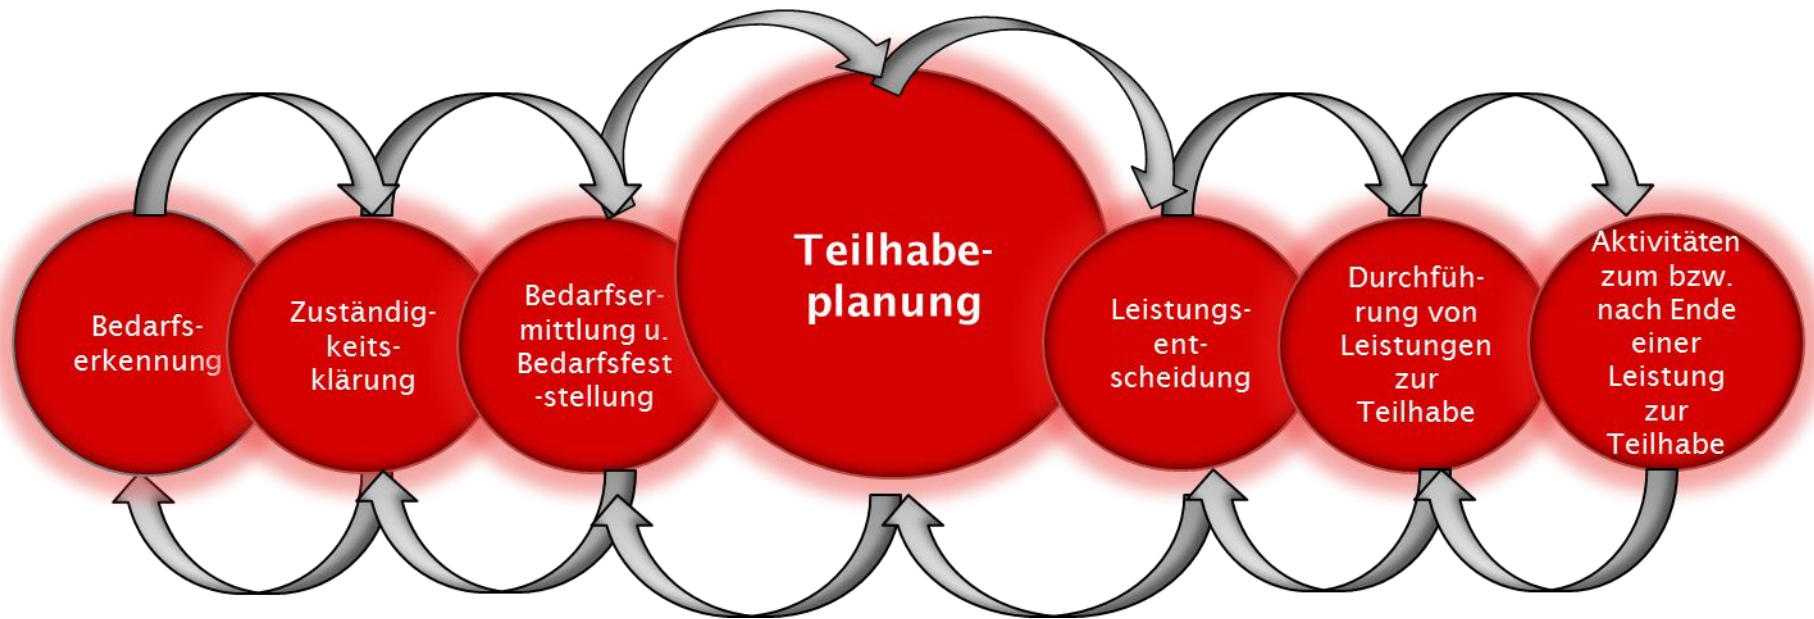 Bedarfs-
erkennung
Zuständig-
keits-
klärung
Bedarfser-
mittlung u.
Bedarfsfest
-stellung
Teilhabe-
planung
Leistungs-
ent-
scheidung
Durchfüh-
rung von
Leistungen
zur
Teilhabe
Aktivitäten
zum bzw.
nach Ende
einer
Leistung
zur
Teilhabe